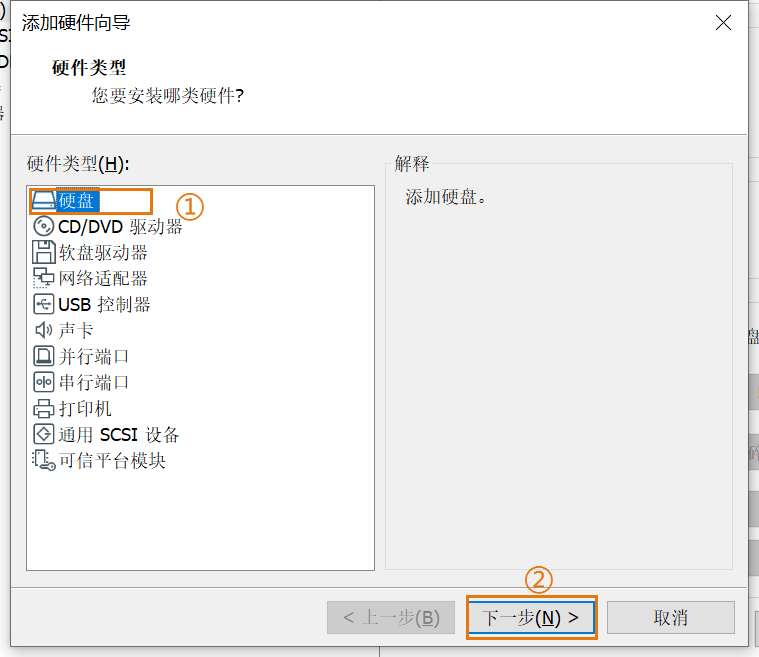 添加硬件向导
硬件类型
您要安装哪类硬件?
硬件类型(H):
解释
硬盘
①
添加硬盘。
CD/DVD 驱动器
软盘驱动器
网络适配器
USB 控制器
声卡
并行端口
串行端口
打印机
通用 SCSI 设备
可信平台模块
②
< 上一步(B)
下一步(N) >
取消